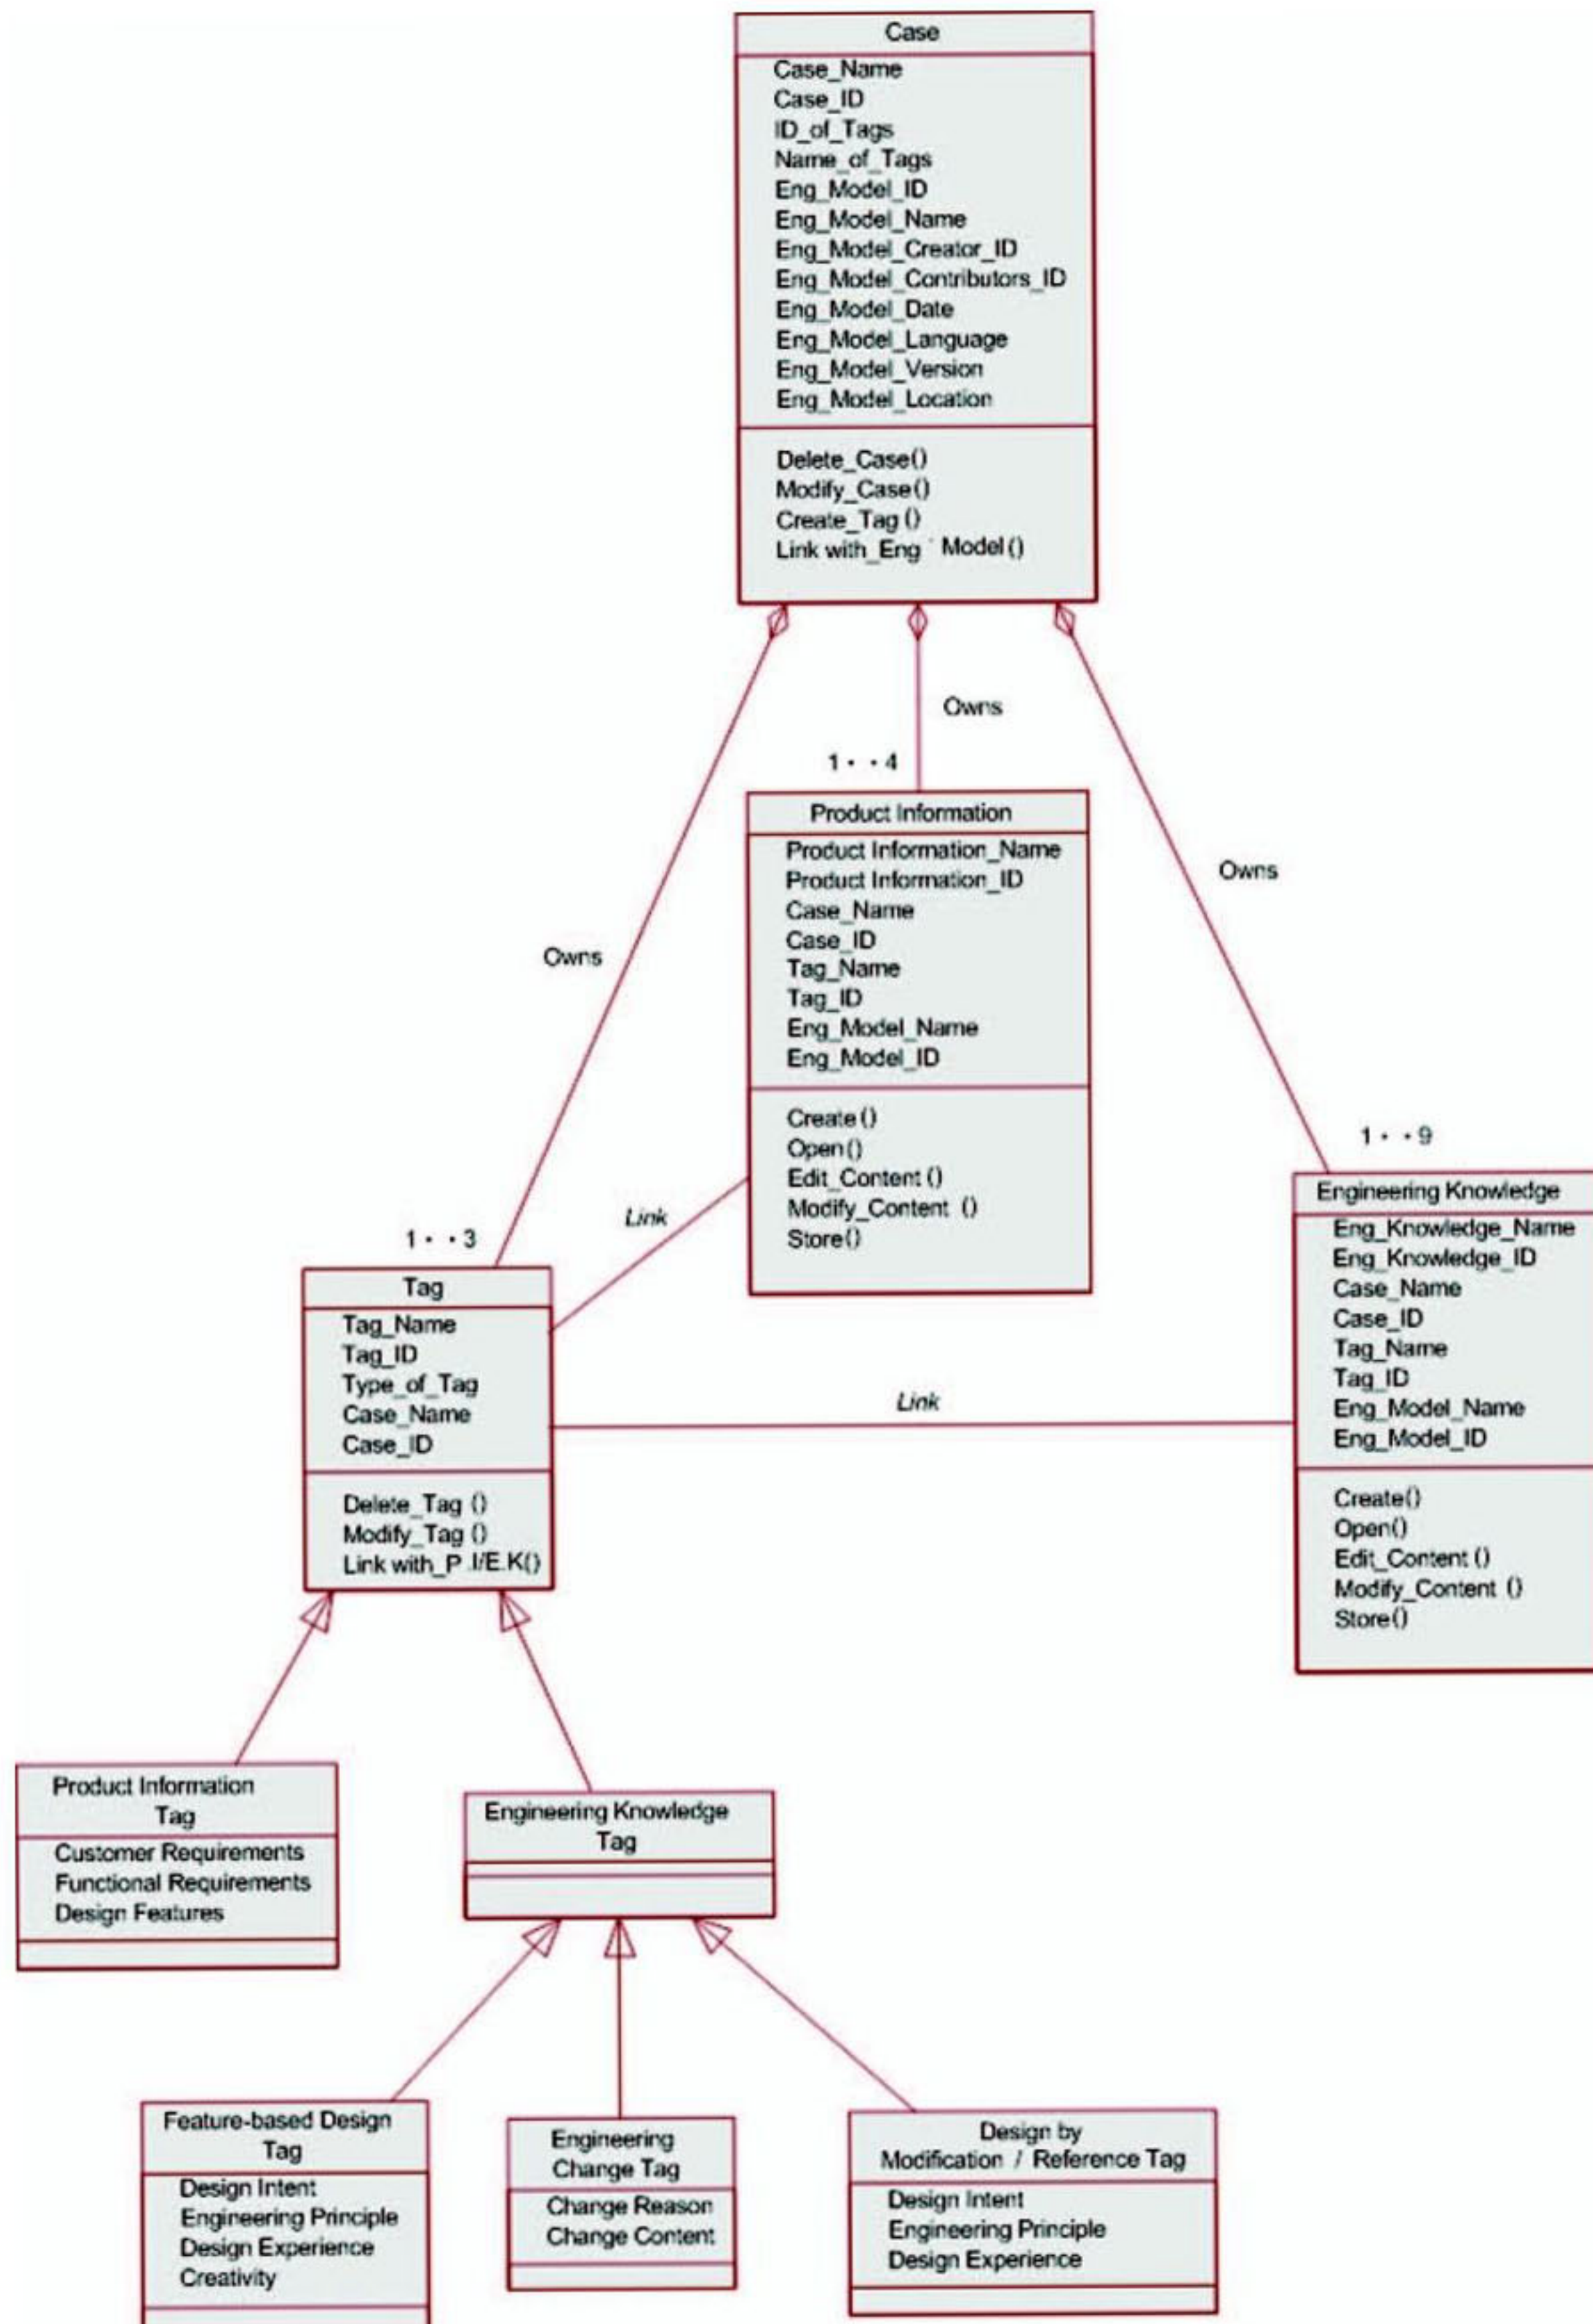 Case
Case_Name
Case_ID
ID_of_Tags
Name_of_Tags
Eng_Model_ID
Eng_Model_Name
Eng_Model_Creator_ID
Eng_Model_Contributors_ID
Eng_Model_Date
Eng_Model_Language
Eng_Model_Version
Eng_Model_Location
Delete_Case()
Modify_Case()
Create_Tag ()
Link with_Eng Model ()
Owns
1 • • 4
Product Information
Product Information_Name
Product Information_ID
Case_Name
Case_ID
Tag_Name
Tag_ID
Eng_Model_Name
Eng_Model_ID
Create ()
Open()
Edit_Content ()
Modify_Content ()
Store()
Owns
Owns
1 • • 9
Engineering Knowledge
Eng_Knowledge_Name
Eng_Knowledge_ID
Case_Name
Case_ID
Tag_Name
Tag_ID
Eng_Model_Name
Eng_Model_ID
Create()
Open()
Edit_Content ()
Modify_Content ()
Store()
Link
1 • • 3
Tag
Tag_Name
Tag_ID
Type_of_Tag
Case_Name
Case_ID
Delete_Tag ()
Modify_Tag ()
Link with_P.I/E.K()
Link
Product Information
Tag
Customer Requirements
Functional Requirements
Design Features
Engineering Knowledge
Tag
Feature-based Design
Tag
Design Intent
Engineering Principle
Design Experience
Creativity
Engineering
Change Tag
Change Reason
Change Content
Design by
Modification / Reference Tag
Design Intent
Engineering Principle
Design Experience